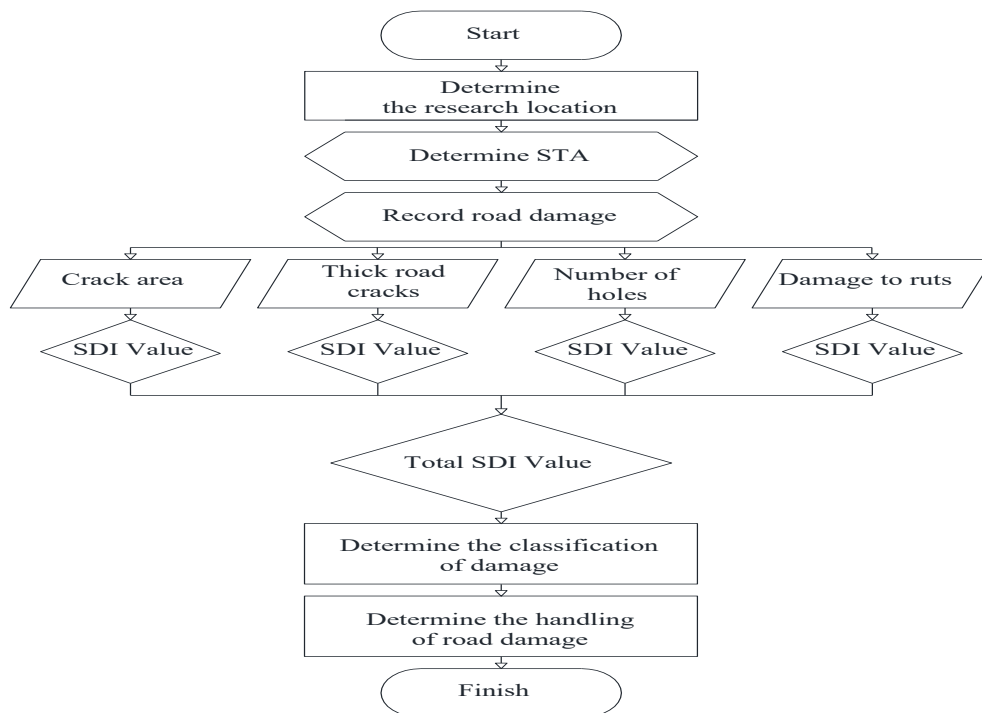 Start
Determine
the research location
Determine STA
Record road damage
Crack area
Thick road
cracks
Number of
holes
Damage to ruts
SDI Value
SDI Value
SDI Value
SDI Value
Total SDI Value
Determine the classification
of damage
Determine the handling
of road damage
Finish